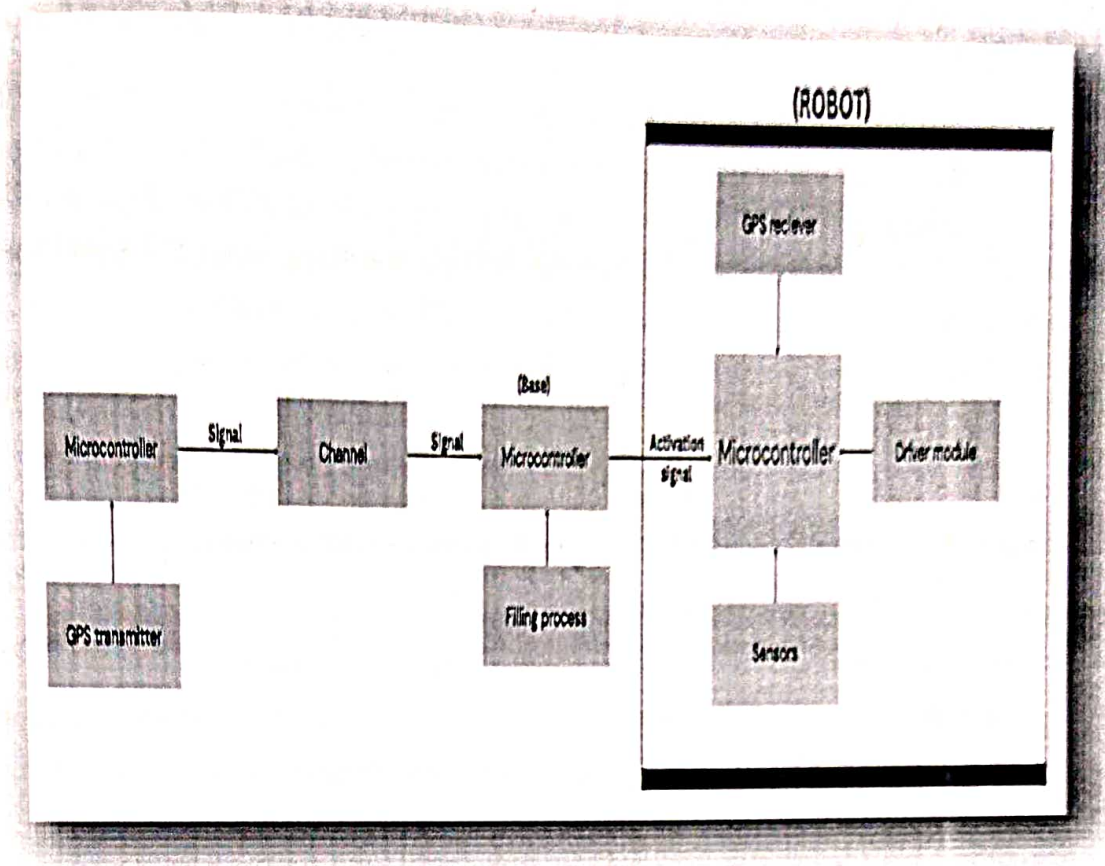 (ROBOT)
GPS reciever
(Base)
Microcontroller
Signal
Channel
Signal
Microcontroller
Activation
signal
Microcontroller
Driver module
GPS transmitter
Filling process
Sensors